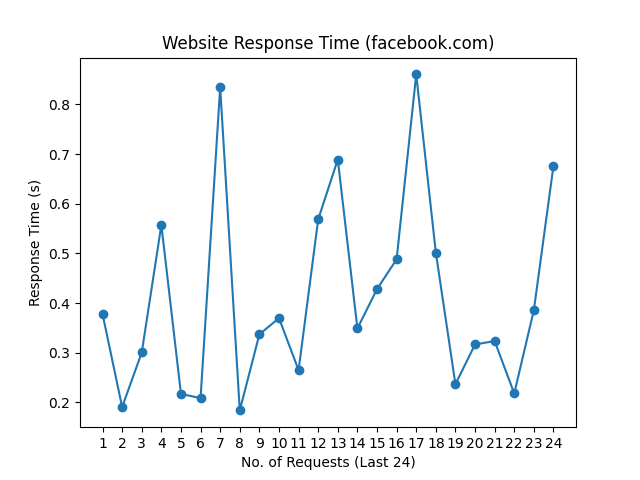 Website Response Time (facebook.com)
Response Time (s)
0.8
0.7
0.6
0.5
0.4
0.3
0.2
1 2 3 4 5 6 7 8 9 10 11 12 13 14 15 16 17 18 19 20 21 22 23 24
No. of Requests (Last 24)